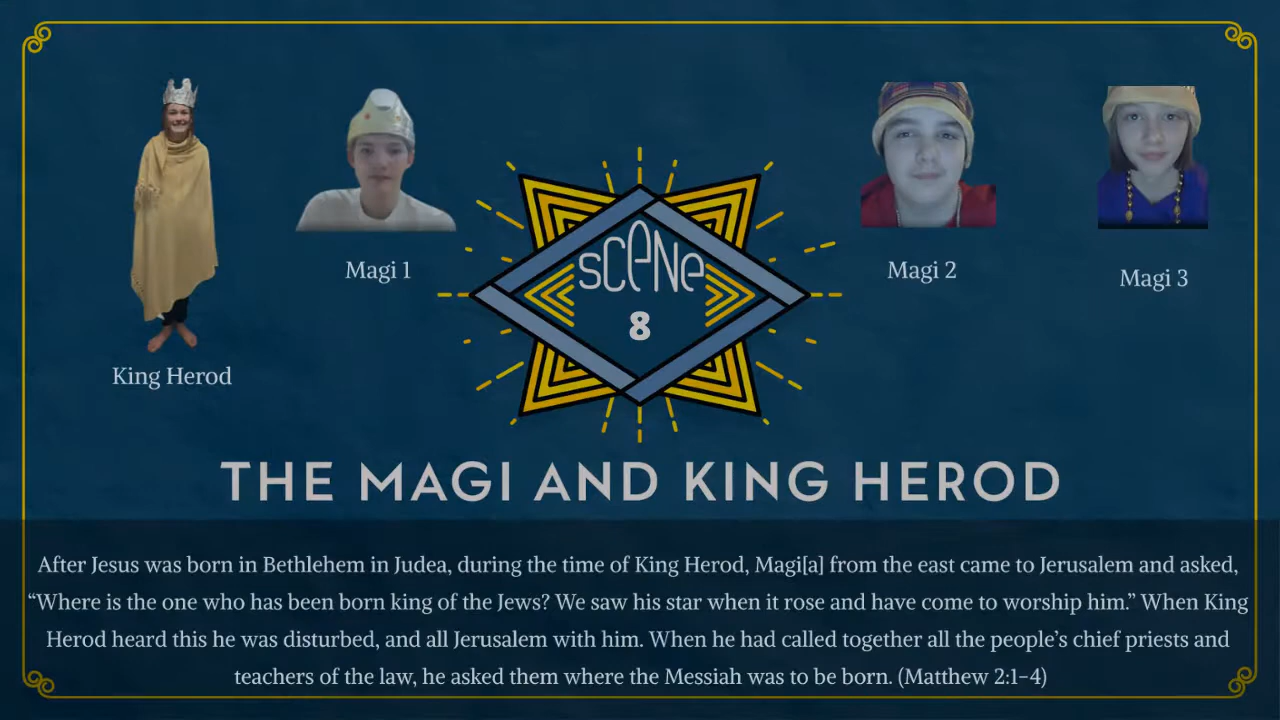 Magi 1
Magi 2
Magi 3
King Herod
scene
8
THE MAGI AND KING HEROD
After Jesus was born in Bethlehem in Judea, during the time of King Herod, Magi[a] from the east came to Jerusalem and asked,
“Where is the one who has been born king of the Jews? We saw his star when it rose and have come to worship him.” When King
Herod heard this he was disturbed, and all Jerusalem with him. When he had called together all the people’s chief priests and
teachers of the law, he asked them where the Messiah was to be born. (Matthew 2:1–4)